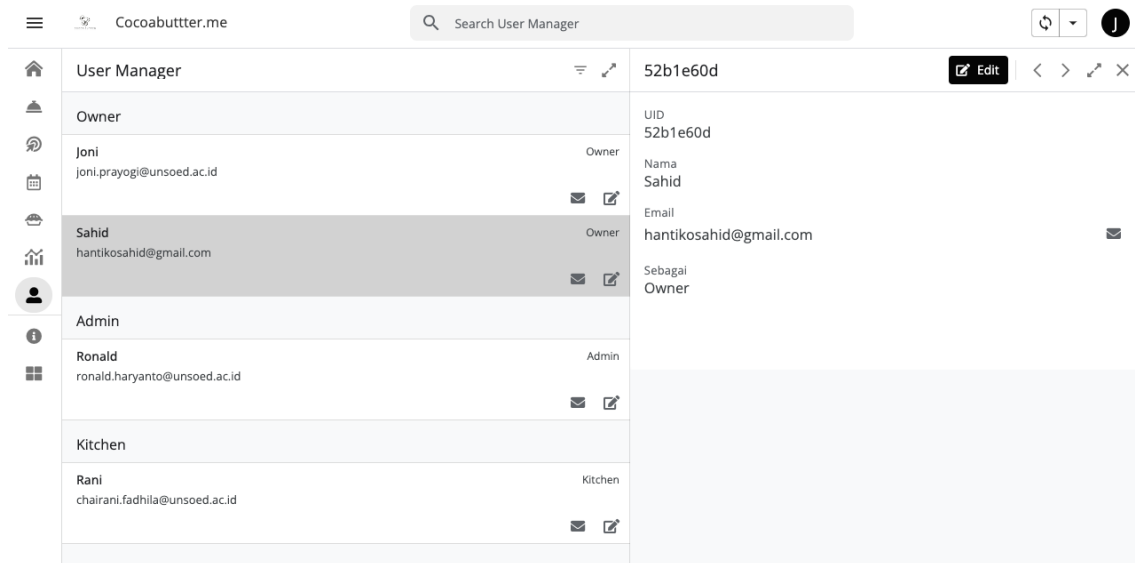 Cocoabuttter.me
Search User Manager
J
User Manager
Owner
Joni
Owner
joni.prayogi@unsoed.ac.id
Sahid
Owner
hantikosahid@gmail.com
Admin
Ronald
Admin
ronald.haryanto@unsoed.ac.id
Kitchen
Rani
Kitchen
chairani.fadhila@unsoed.ac.id
52b1e60d
Edit
UID
52b1e60d
Nama
Sahid
Email
hantikosahid@gmail.com
Sebagai
Owner